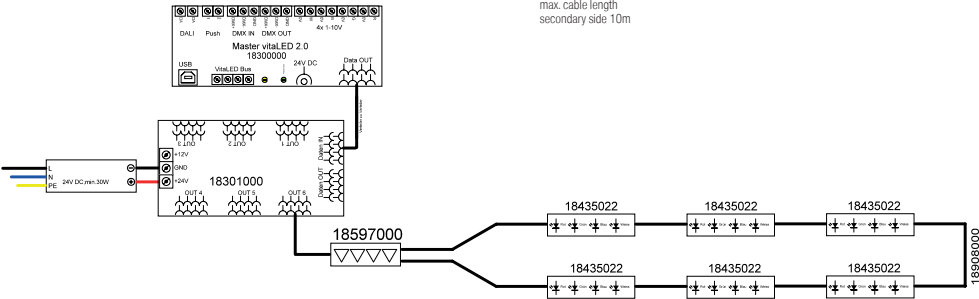 max. cable length
secondary side 10m
DALI Push DMX IN DMX OUT 4x 1-10V
Master vitaLED 2.0
18300000
USB
VitaLED Bus
24V DC
Data OUT
OUT 3
OUT 2
OUT 1
Daten IN
+12V
GND
+24V
18301000
Daten OUT
OUT 4
OUT 5
OUT 6
L
N
PE
24V DC,min.30W
18597000
18435022
18435022
18435022
18435022
18435022
18435022
18908000